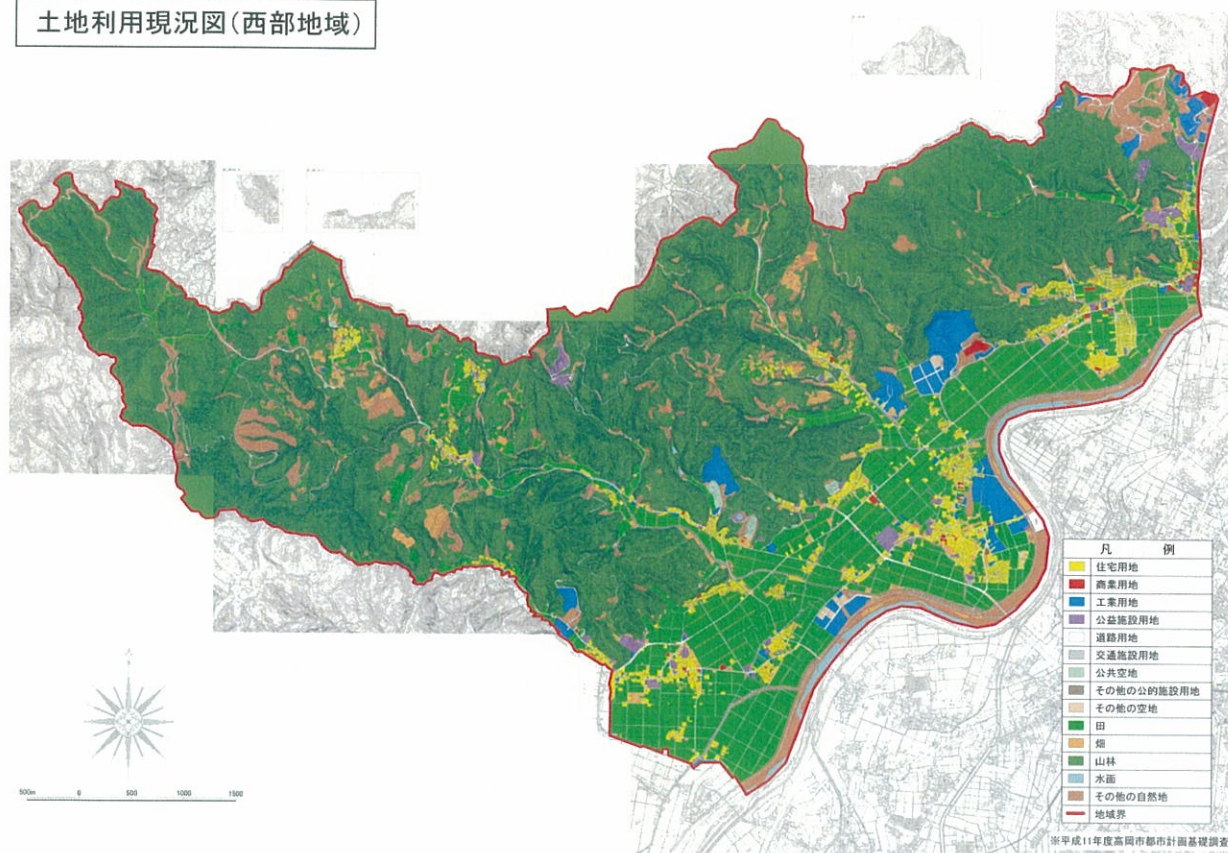 土地利用現況図(西部地域)
凡 例
住宅用地
商業用地
工業用地
公益施設用地
道路用地
交通施設用地
公共空地
その他の公的施設用地
その他の空地
田
畑
山林
水面
その他の自然地
地域界
500m 0 500 1000 1500
※平成11年度高岡市都市計画基礎調査